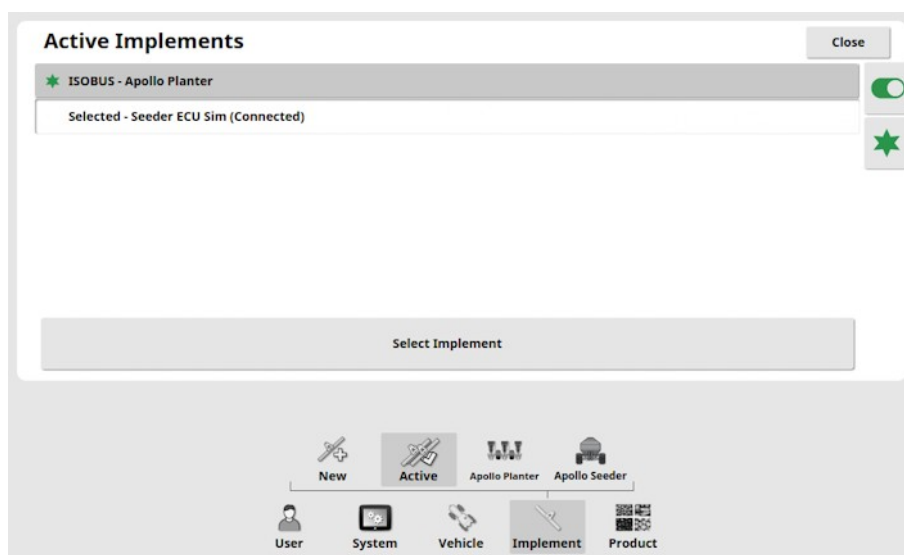 Active Implements
Close
ISOBUS - Apollo Planter
Selected - Seeder ECU Sim (Connected)
Select Implement
New
Active
Apollo Planter
Apollo Seeder
User
System
Vehicle
Implement
Product